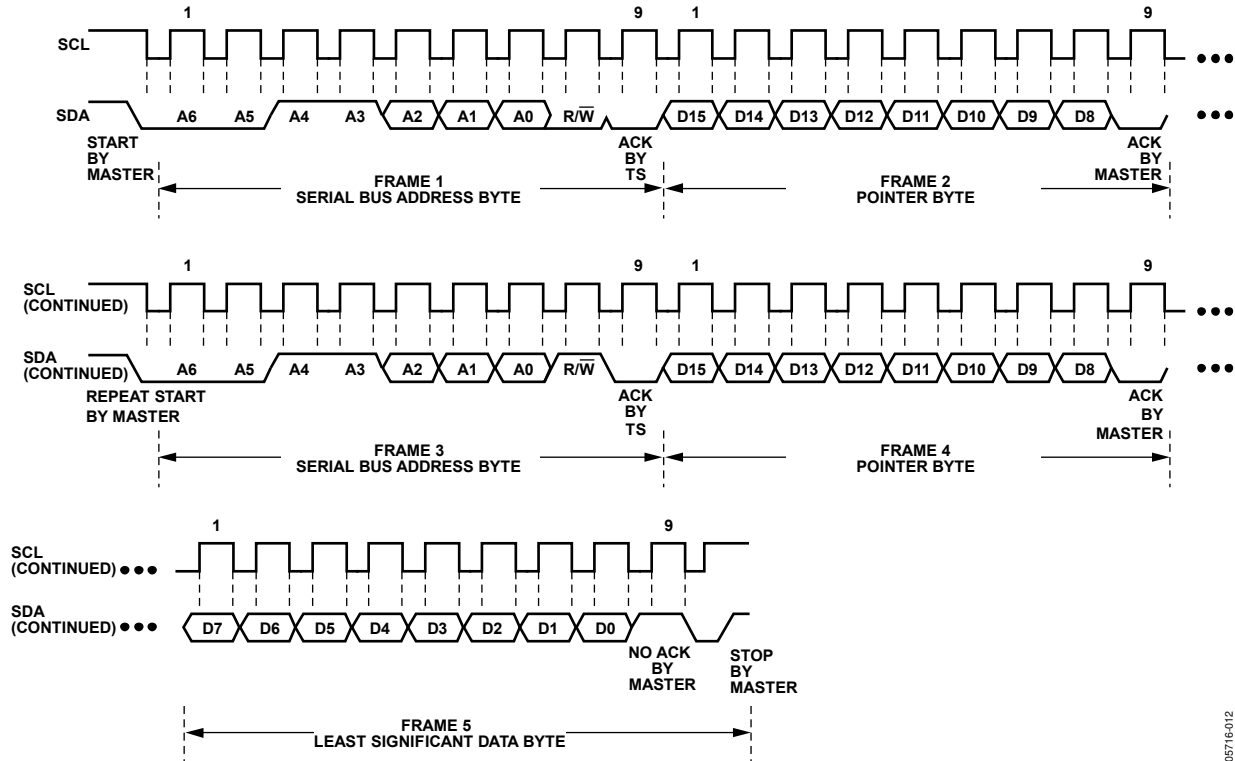 1 9 1 9
SCL
SDA A6 A5 A4 A3 A2 A1 A0 R/W̅ D15 D14 D13 D12 D11 D10 D9 D8
START
BY
MASTER
ACK
BY
TS
ACK
BY
MASTER
FRAME 1
SERIAL BUS ADDRESS BYTE
FRAME 2
POINTER BYTE
1 9 1 9
SCL
(CONTINUED)
SDA
(CONTINUED)
A6 A5 A4 A3 A2 A1 A0 R/W̅ D15 D14 D13 D12 D11 D10 D9 D8
REPEAT START
BY MASTER
ACK
BY
TS
ACK
BY
MASTER
FRAME 3
SERIAL BUS ADDRESS BYTE
FRAME 4
POINTER BYTE
1 9
SCL
(CONTINUED)
SDA
(CONTINUED)
D7 D6 D5 D4 D3 D2 D1 D0
NO ACK
BY
MASTER
STOP
BY
MASTER
FRAME 5
LEAST SIGNIFICANT DATA BYTE
05716-012